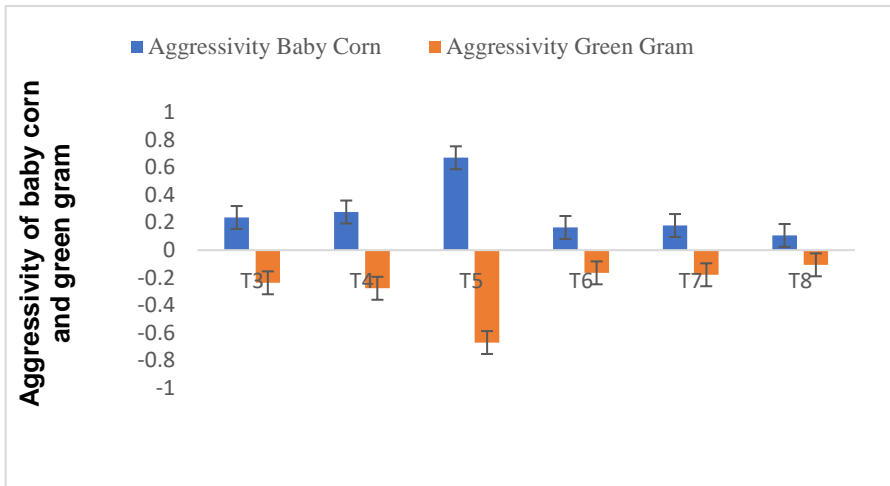 Aggressivity Baby Corn
Aggressivity Green Gram
Aggressivity of baby corn
and green gram
1
0.8
0.6
0.4
0.2
0
-0.2
-0.4
-0.6
-0.8
-1
T3
T4
T5
T6
T7
T8